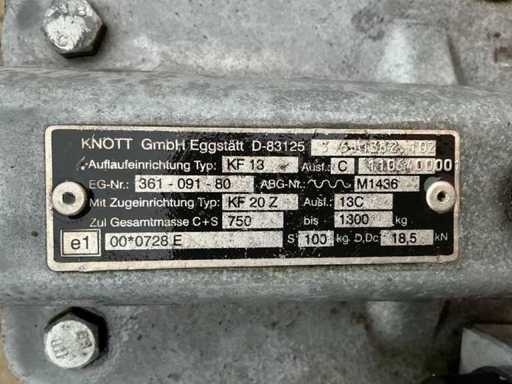 KNOTT GmbH Eggstätt D-83125
Auflaufeinrichtung Typ: KF 13 Ausf.: C
EG-Nr.: 361-091-80 ABG-Nr.: M1436
Mit Zugeinrichtung Typ: KF 20 Z Ausf.: 13C
Zul Gesamtmasse C+S 750 bis 1300 kg
e1 00*0728 E S 100 kg D,Dc 18,5 kN